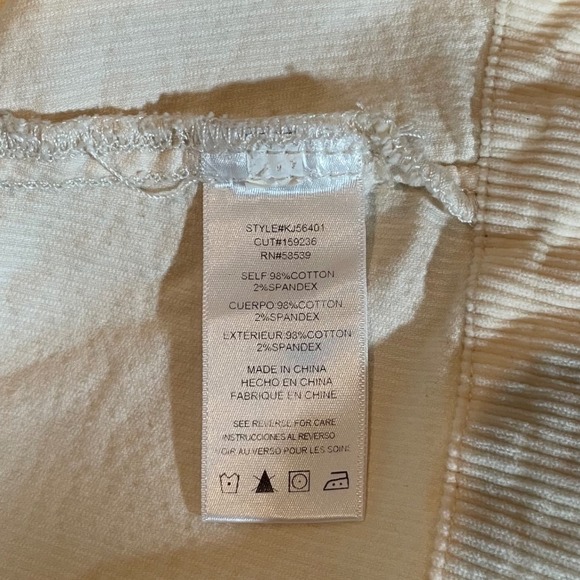 STYLE#KJ56401
CUT#159236
RN#58539
SELF:98%COTTON
2%SPANDEX
CUERPO:98%COTTON
2%SPANDEX
EXTERIEUR:98%COTTON
2%SPANDEX
MADE IN CHINA
HECHO EN CHINA
FABRIQUE EN CHINE
SEE REVERSE FOR CARE
INSTRUCCIONES AL REVERSO
VOIR AU VERSO POUR LES SOINS